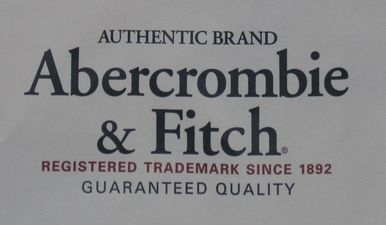 AUTHENTIC BRAND
Abercrombie
& Fitch®
REGISTERED TRADEMARK SINCE 1892
GUARANTEED QUALITY